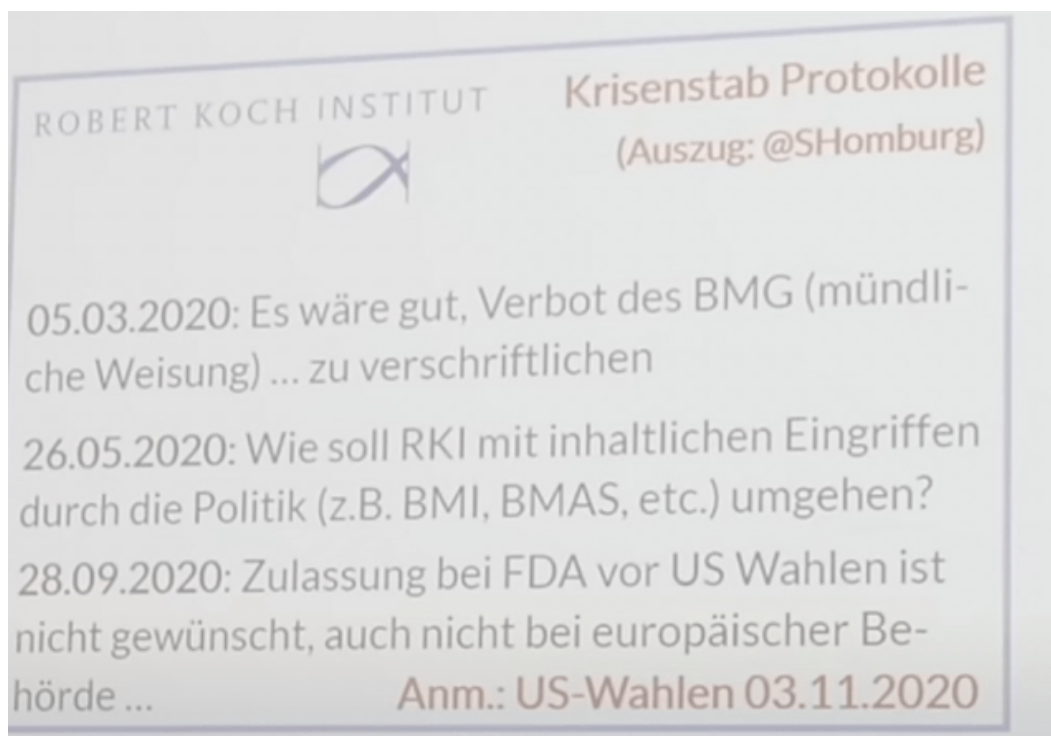 ROBERT KOCH INSTITUT
Krisenstab Protokolle
(Auszug: @SHomburg)
05.03.2020: Es wäre gut, Verbot des BMG (mündli-
che Weisung) ... zu verschriftlichen
26.05.2020: Wie soll RKI mit inhaltlichen Eingriffen
durch die Politik (z.B. BMI, BMAS, etc.) umgehen?
28.09.2020: Zulassung bei FDA vor US Wahlen ist
nicht gewünscht, auch nicht bei europäischer Be-
hörde ... Anm.: US-Wahlen 03.11.2020